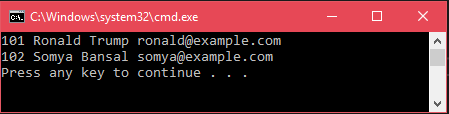 C:\Windows\system32\cmd.exe
101 Ronald Trump ronald@example.com
102 Somya Bansal somya@example.com
Press any key to continue . . .